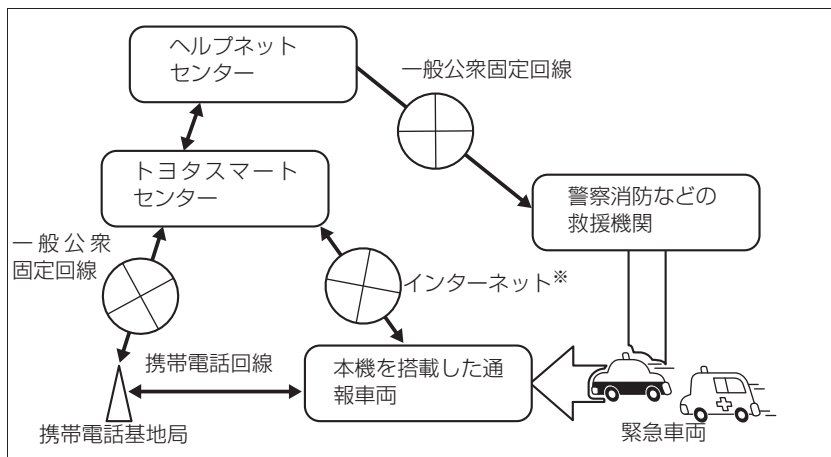 ヘルプネット
センター
一般公衆固定回線
トヨタスマート
センター
警察消防などの
救援機関
一般公衆
固定回線
インターネット※
携帯電話回線
本機を搭載した通
報車両
携帯電話基地局
緊急車両